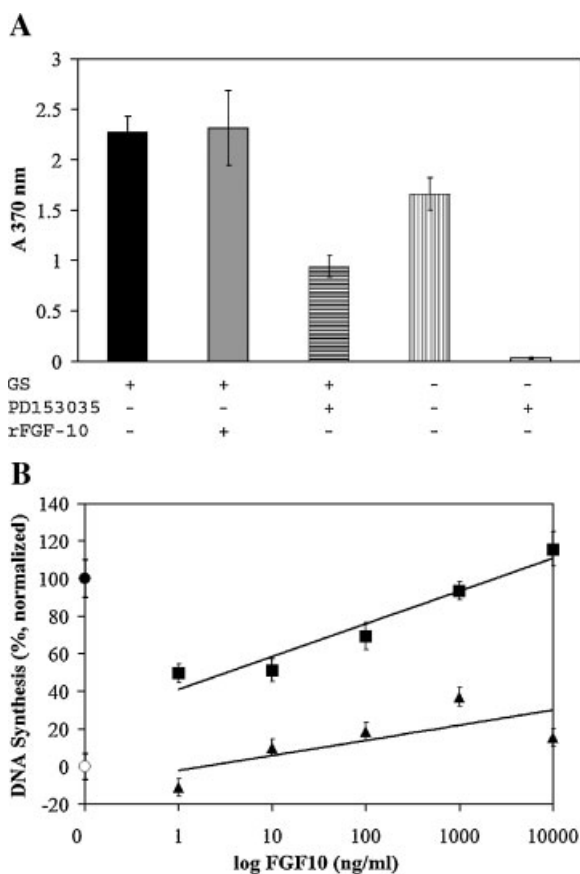 A
A 370 nm
3
2.5
2
1.5
1
0.5
0
GS + + + - -
PD153035 - - + - +
rFGF-10 - + - - -
B
DNA Synthesis (%, normalized)
140
120
100
80
60
40
20
0
-20
0 1 10 100 1000 10000
log FGF10 (ng/ml)